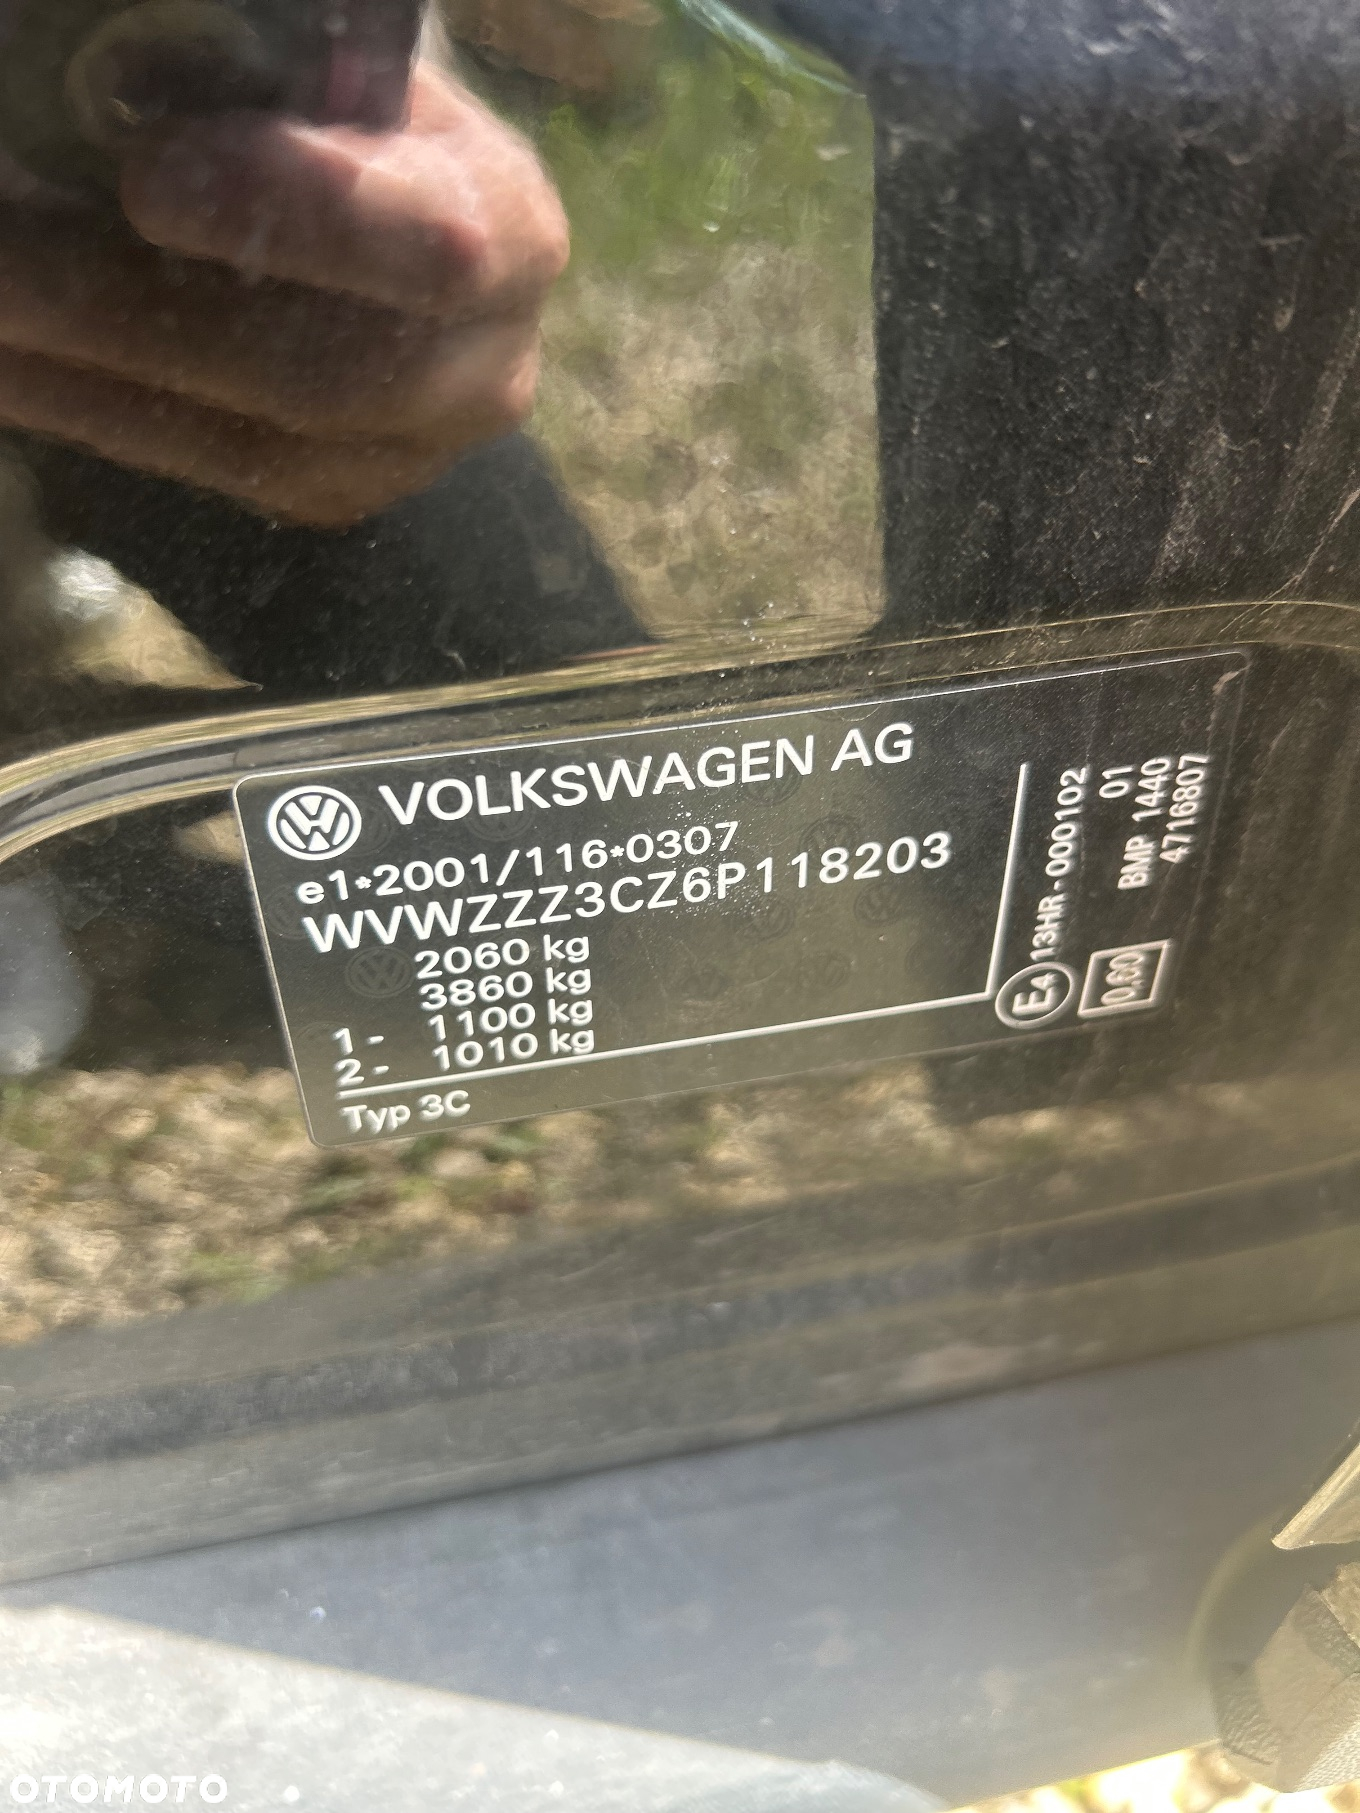 VOLKSWAGEN AG
e1*2001/116*0307
WVWZZZ3CZ6P118203
2060 kg
3860 kg
1- 1100 kg
2- 1010 kg
Typ 3C
E4 13HR-000102
01
BMP 1440
4716807
0,60
OTOMOTO